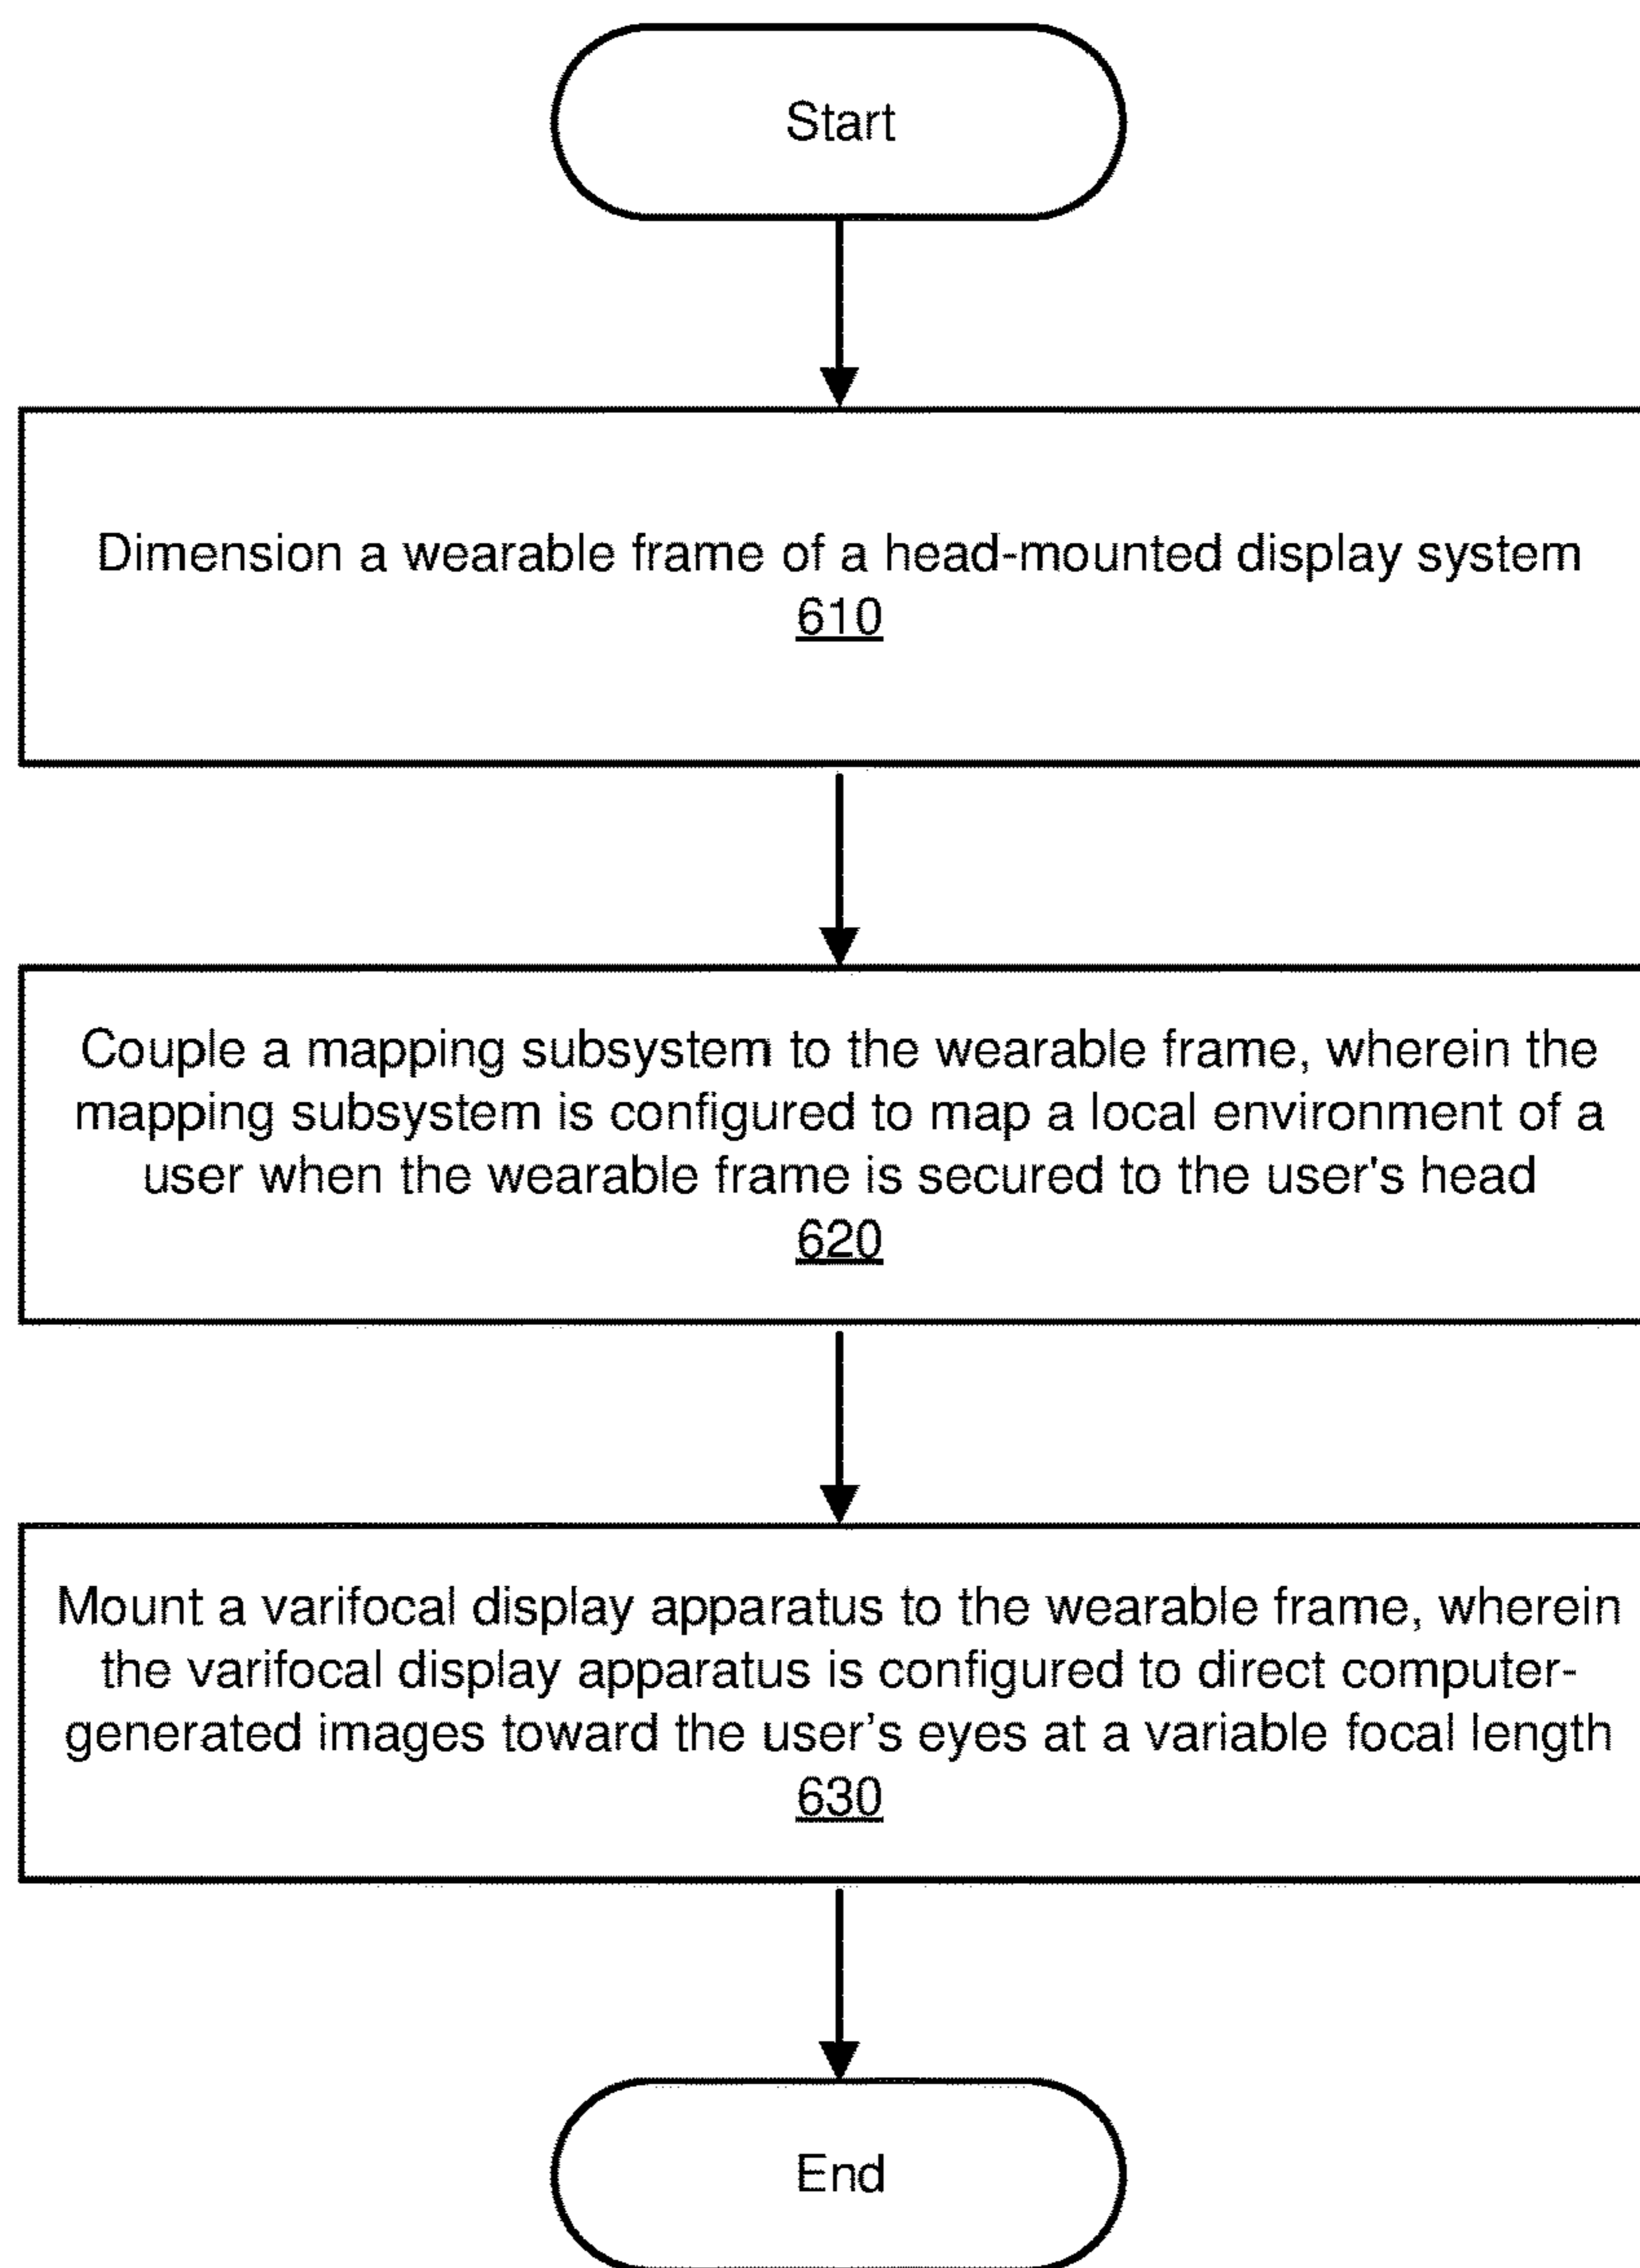 Start
Dimension a wearable frame of a head-mounted display system
610
Couple a mapping subsystem to the wearable frame, wherein the
mapping subsystem is configured to map a local environment of a
user when the wearable frame is secured to the user's head
620
Mount a varifocal display apparatus to the wearable frame, wherein
the varifocal display apparatus is configured to direct computer-
generated images toward the user’s eyes at a variable focal length
630
End